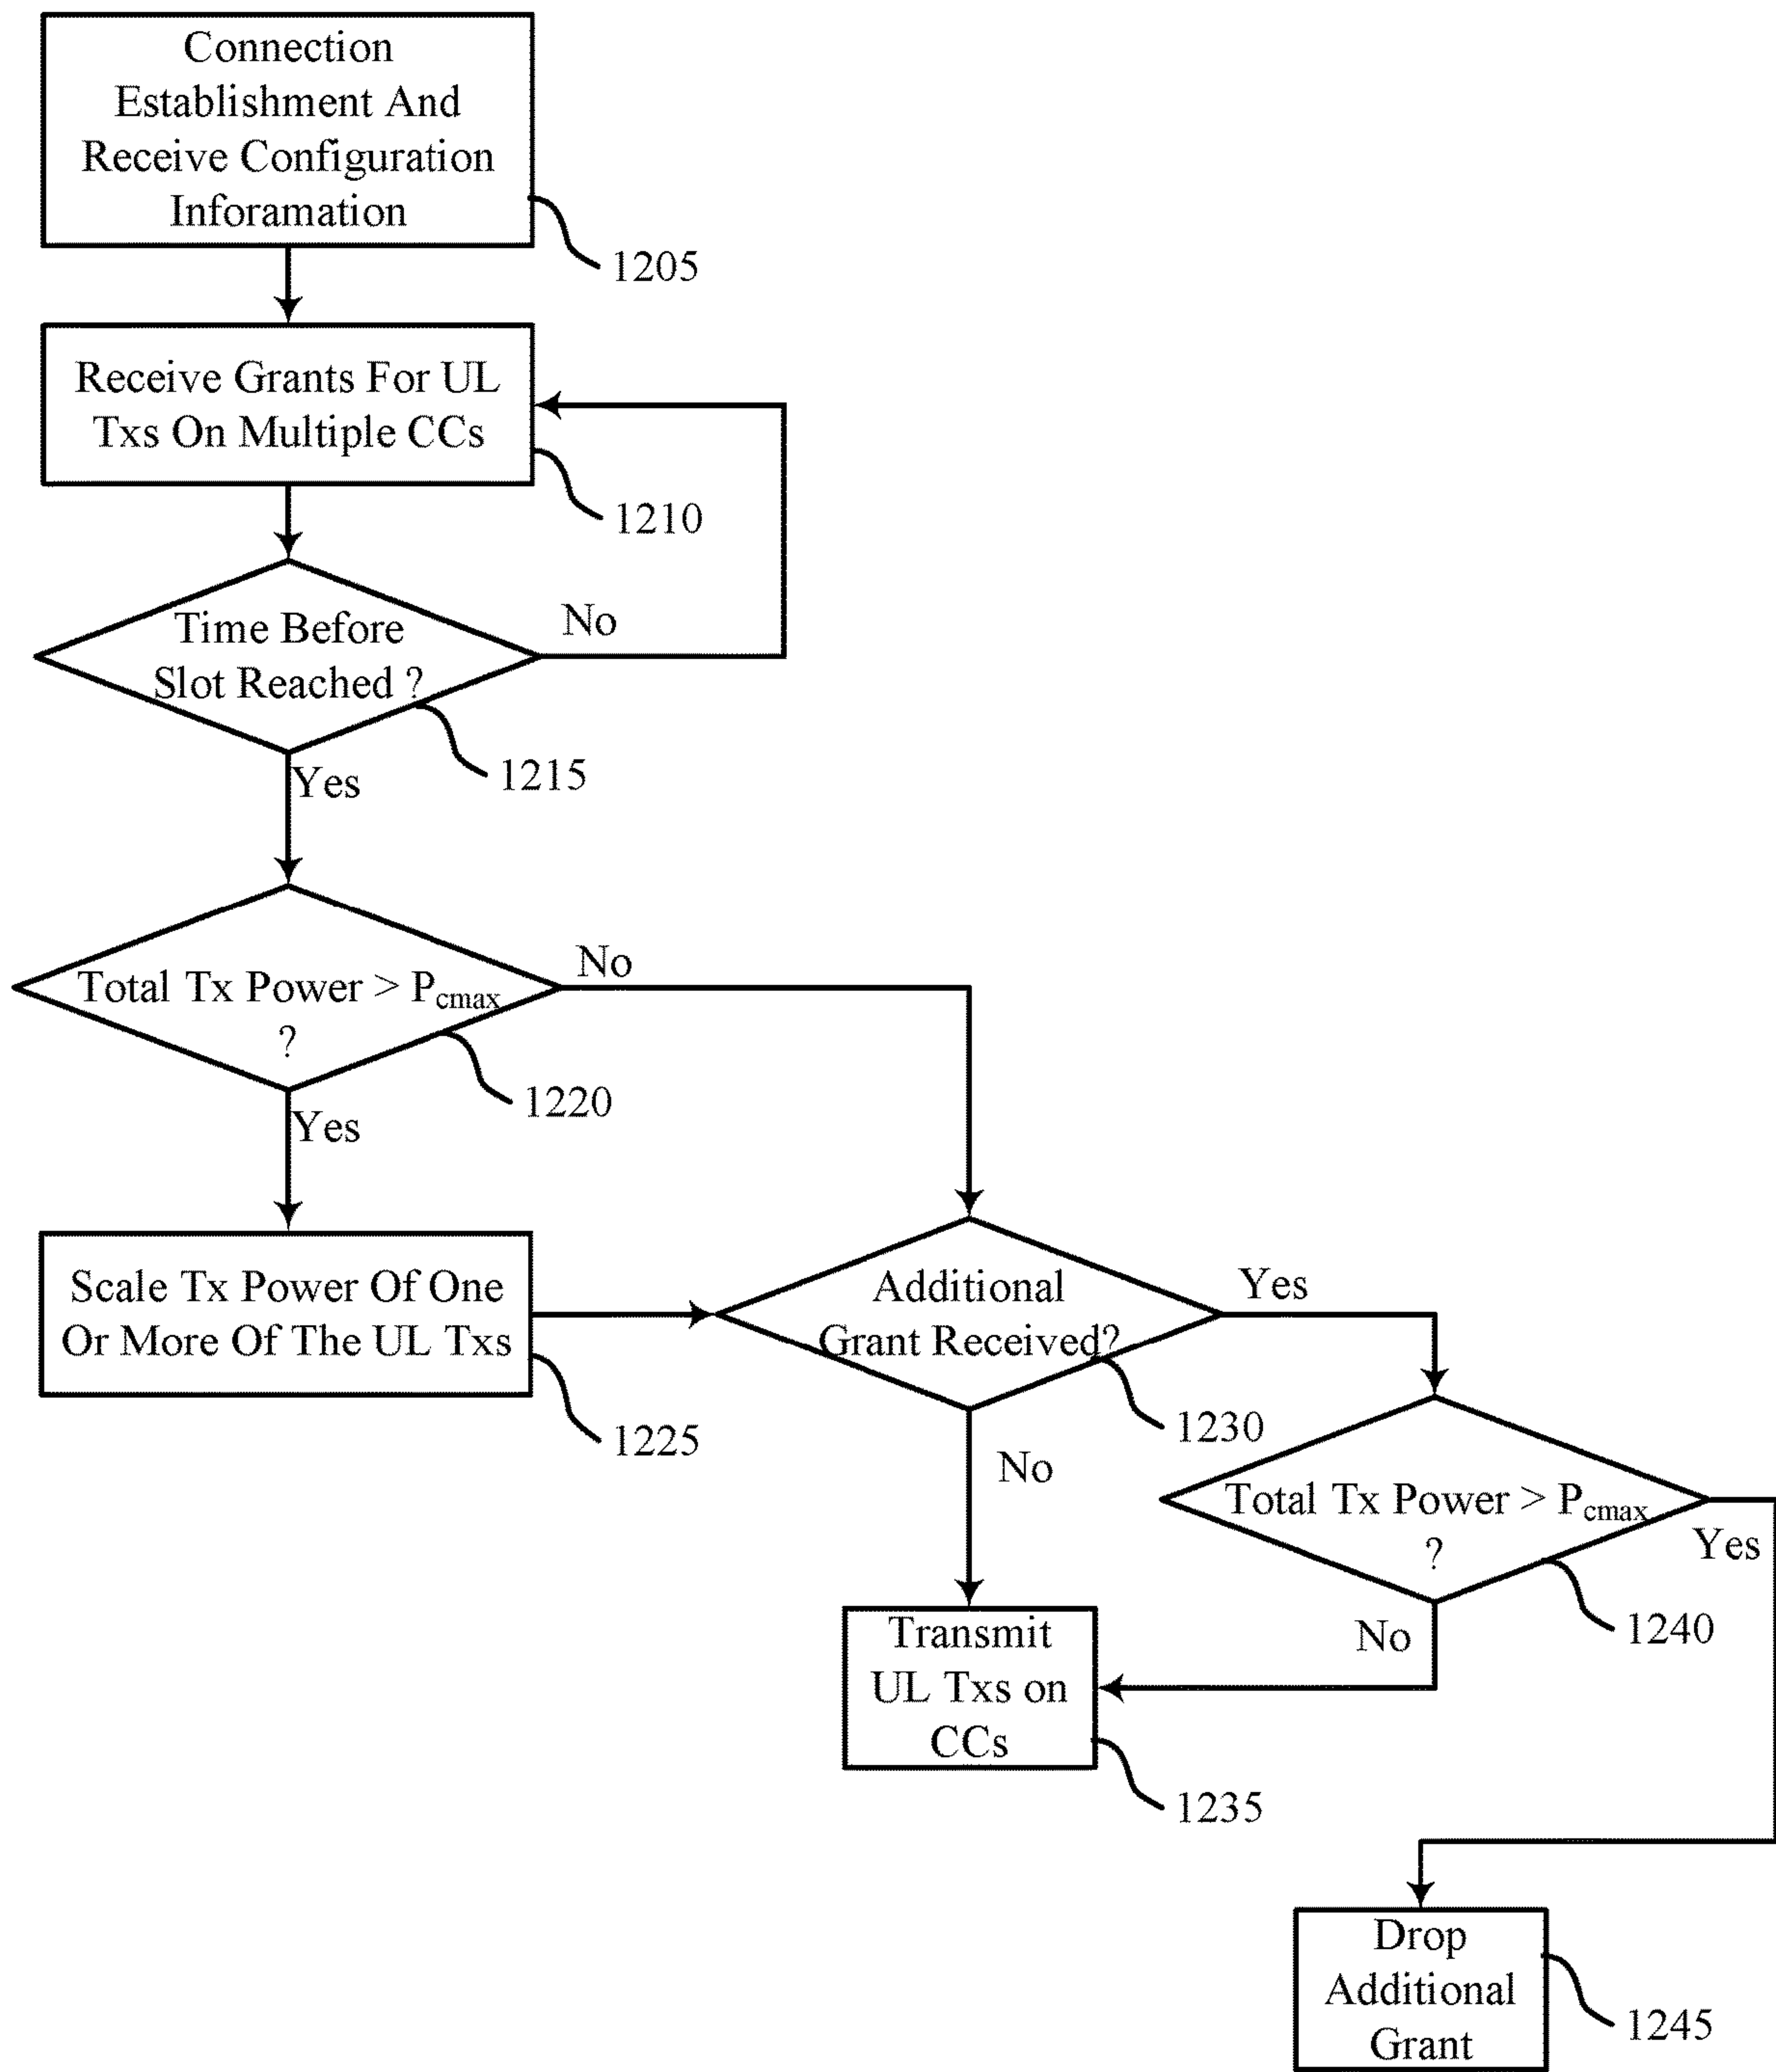 Connection
Establishment And
Receive Configuration
Inforamation
1205
Receive Grants For UL
Txs On Multiple CCs
1210
No
Time Before
Slot Reached ?
1215
Yes
No
Total Tx Power > Pcmax
?
1220
Yes
Scale Tx Power Of One
Or More Of The UL Txs
1225
Additional
Grant Received?
Yes
1230
No
Total Tx Power > Pcmax
?
Yes
1240
No
Transmit
UL Txs on
CCs
1235
Drop
Additional
Grant
1245